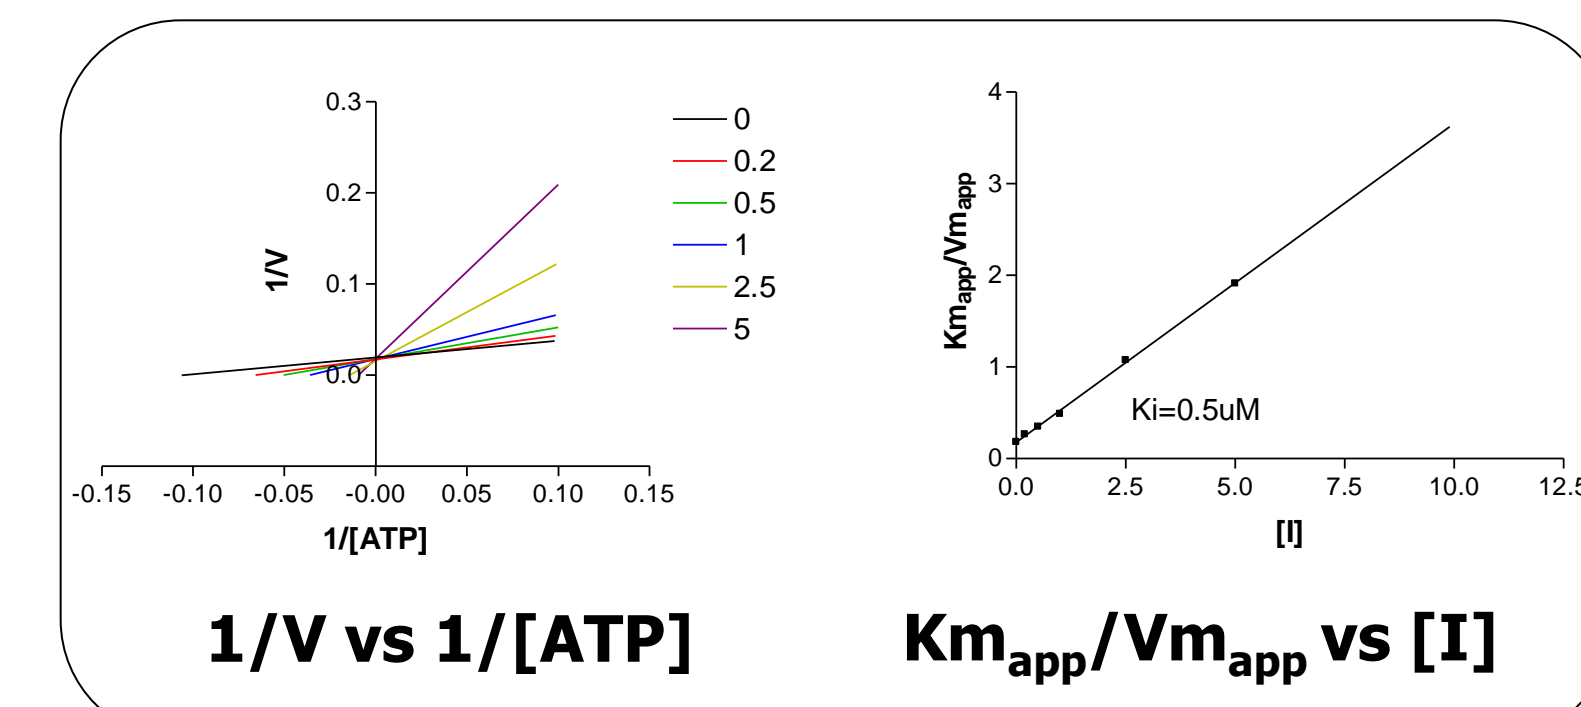 0.3
0.2
0.1
0.0
1/V
-0.15 -0.10 -0.05 -0.00 0.05 0.10 0.15
1/[ATP]
0
0.2
0.5
1
2.5
5
1/V vs 1/[ATP]
4
3
2
1
0
Kmapp/Vmapp
Ki=0.5uM
0.0 2.5 5.0 7.5 10.0 12.5
[I]
Kmapp/Vmapp vs [I]